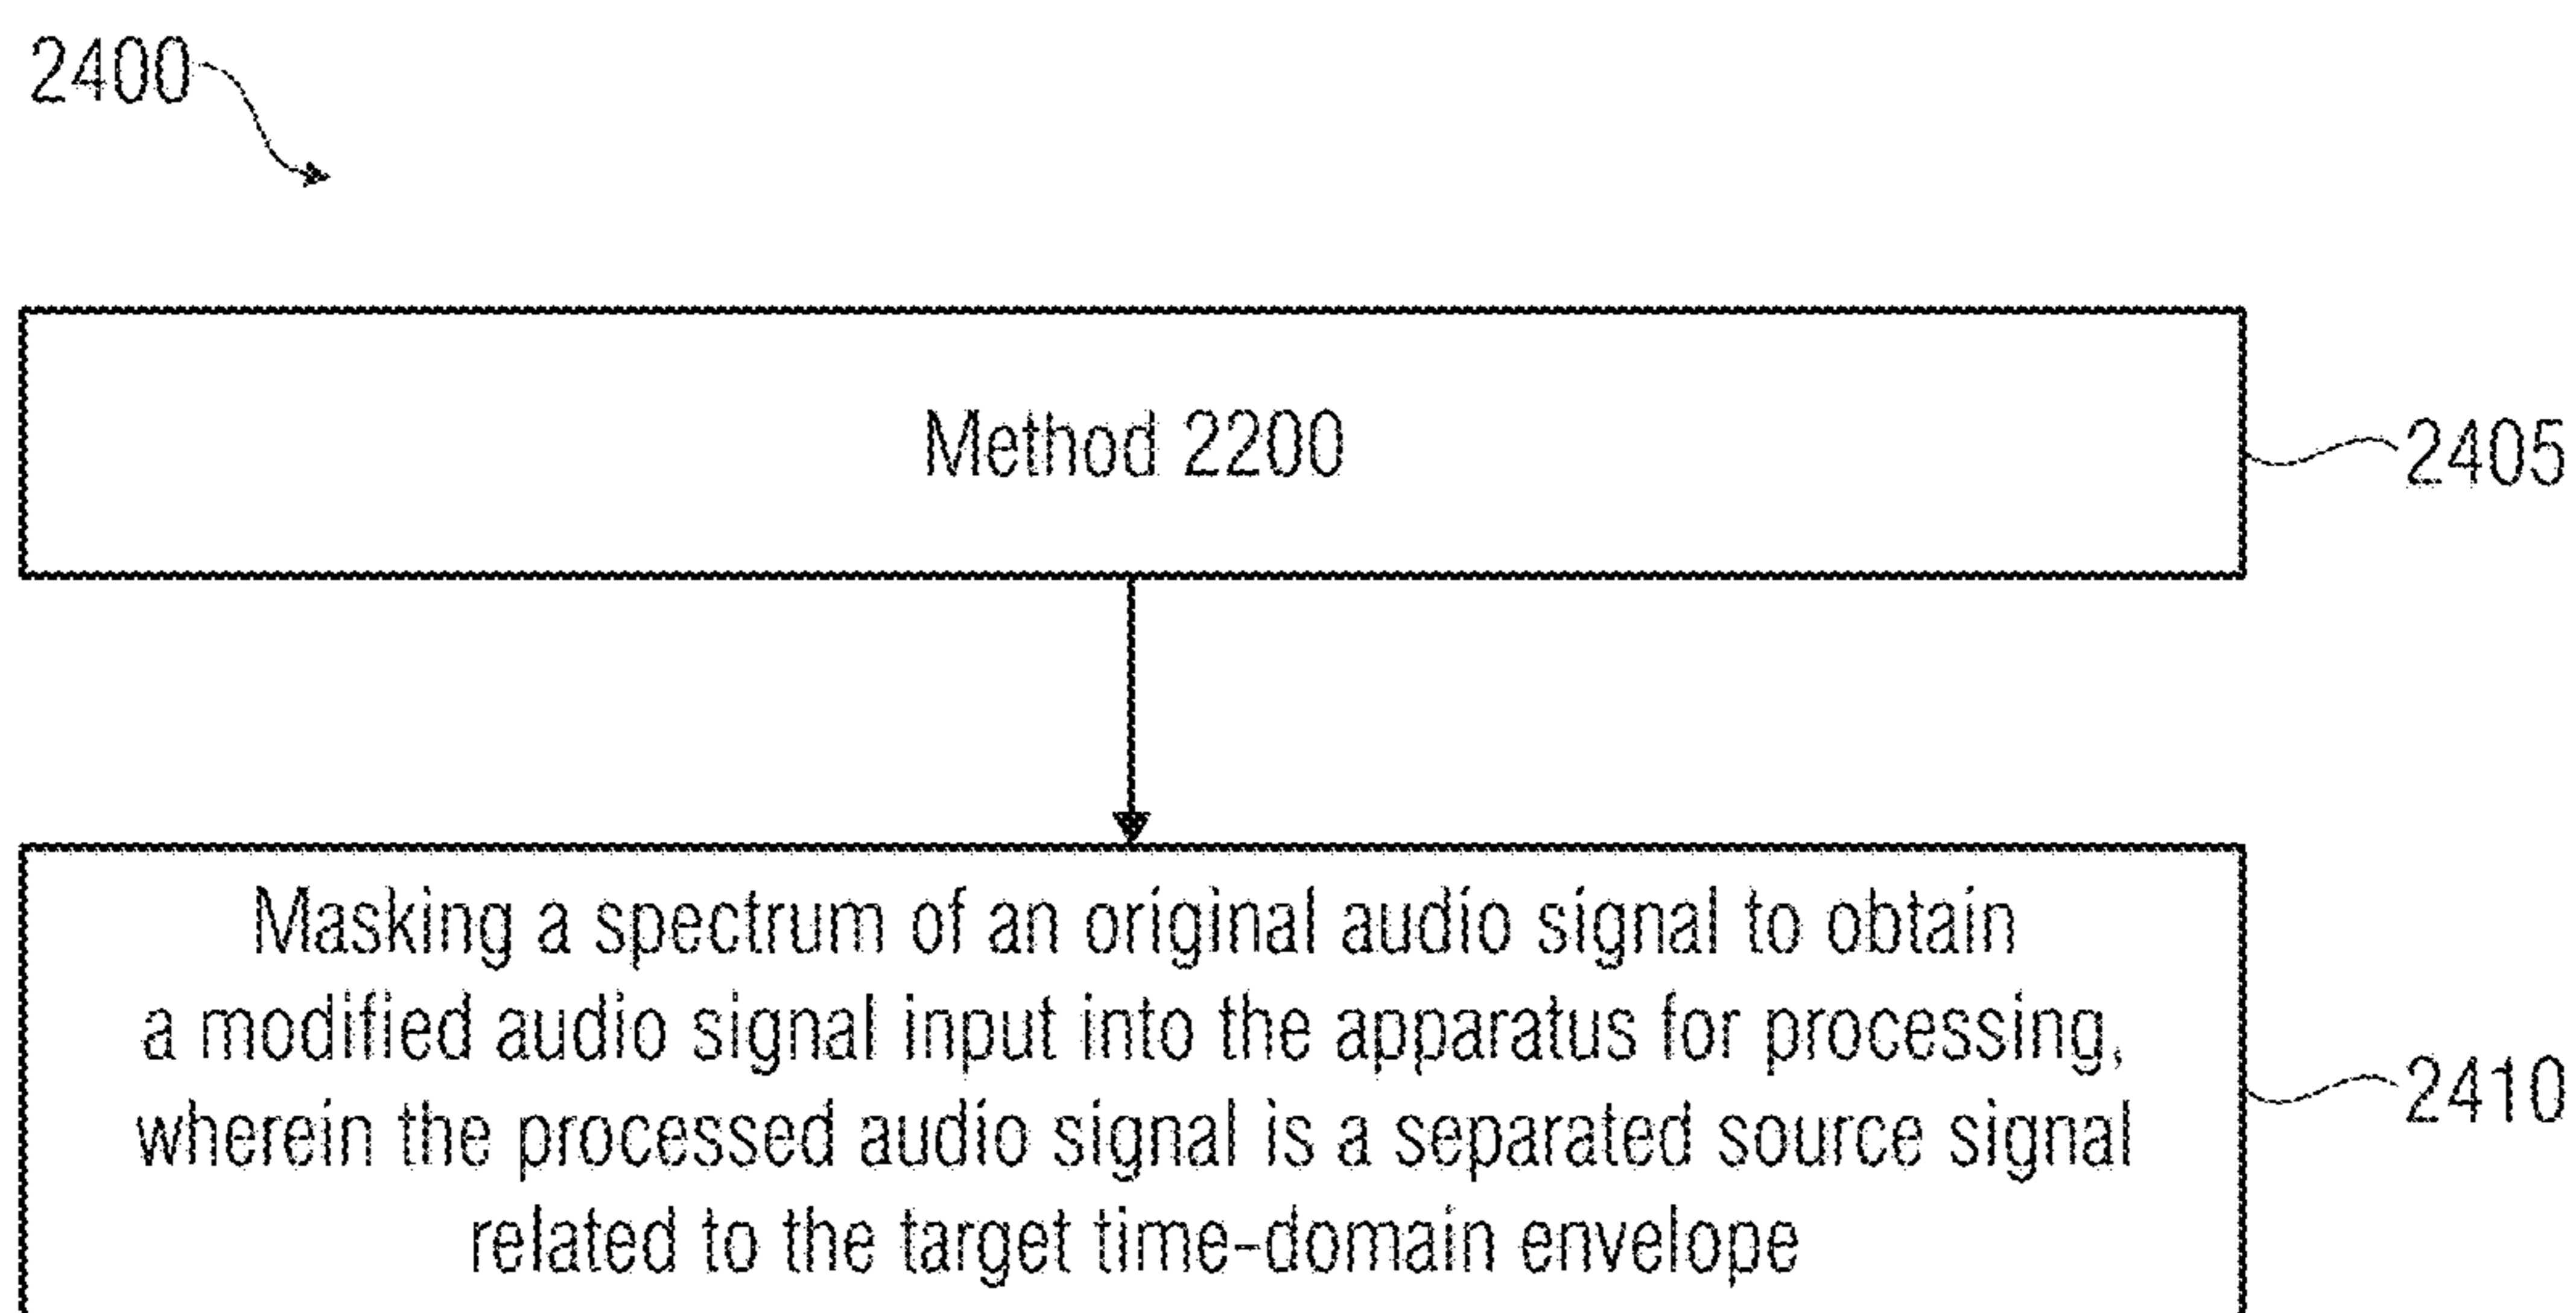 2400
Method 2200
2405
Masking a spectrum of an original audio signal to obtain
a modified audio signal input into the apparatus for processing,
wherein the processed audio signal is a separated source signal
related to the target time-domain envelope
2410